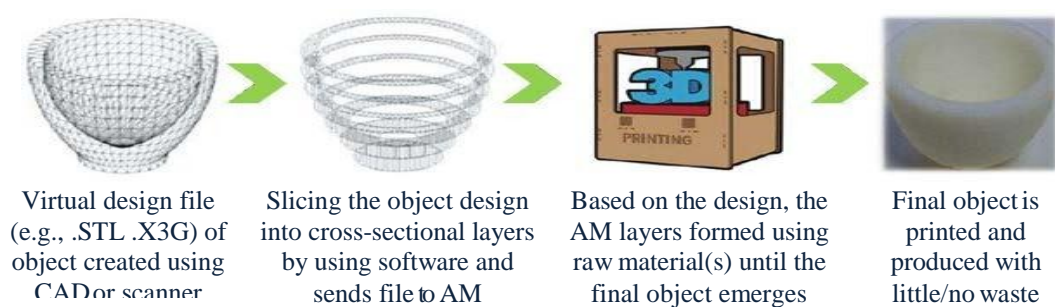 3D
PRINTING
Virtual design file
(e.g., .STL .X3G) of
object created using
CAD or scanner
Slicing the object design
into cross-sectional layers
by using software and
sends file to AM
Based on the design, the
AM layers formed using
raw material(s) until the
final object emerges
Final object is
printed and
produced with
little/no waste